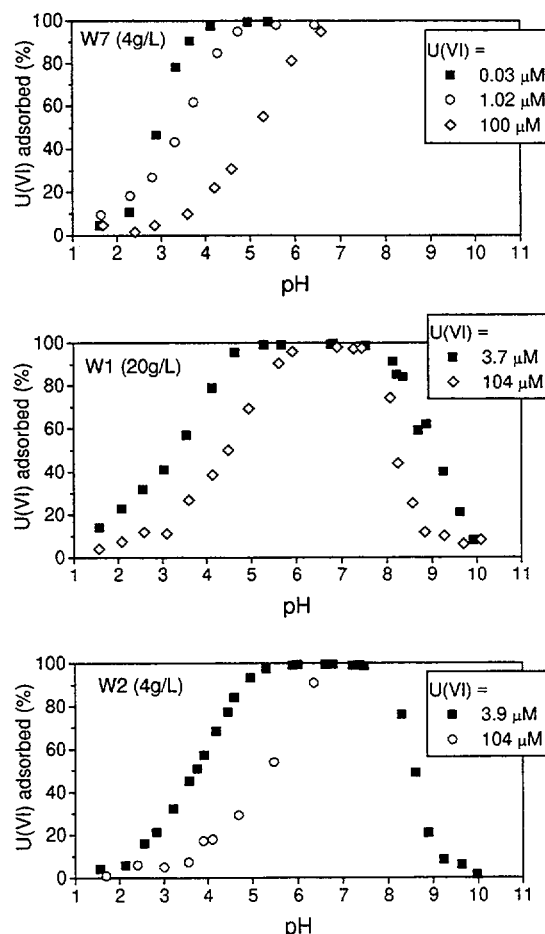 W7 (4g/L)
U(VI) =
0.03 μM
1.02 μM
100 μM
U(VI) adsorbed (%)
100
80
60
40
20
0
1 2 3 4 5 6 7 8 9 10 11
pH
W1 (20g/L)
U(VI) =
3.7 μM
104 μM
U(VI) adsorbed (%)
100
80
60
40
20
0
1 2 3 4 5 6 7 8 9 10 11
pH
W2 (4g/L)
U(VI) =
3.9 μM
104 μM
U(VI) adsorbed (%)
100
80
60
40
20
0
1 2 3 4 5 6 7 8 9 10 11
pH